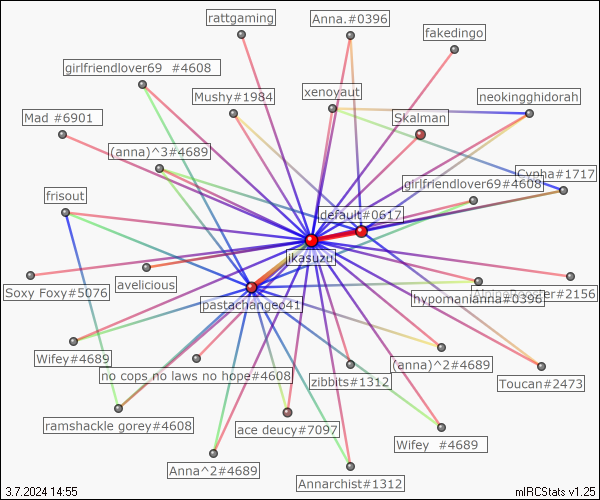 rattgaming
Anna.#0396
fakedingo
girlfriendlover69 #4608
Mushy#1984
xenoyaut
neokingghidorah
Mad #6901
Skalman
(anna)^3#4689
Cypha#1717
girlfriendlover69#4608
frisout
default#0617
ikasuzu
Soxy Foxy#5076
avelicious
#2156
hypomanianna#0396
pastachangeo41
Wifey#4689
(anna)^2#4689
no cops no laws no hope#4608
zibbits#1312
Toucan#2473
ramshackle gorey#4608
ace deucy#7097
Wifey #4689
Anna^2#4689
Annarchist#1312
3.7.2024 14:55
mIRCStats v1.25